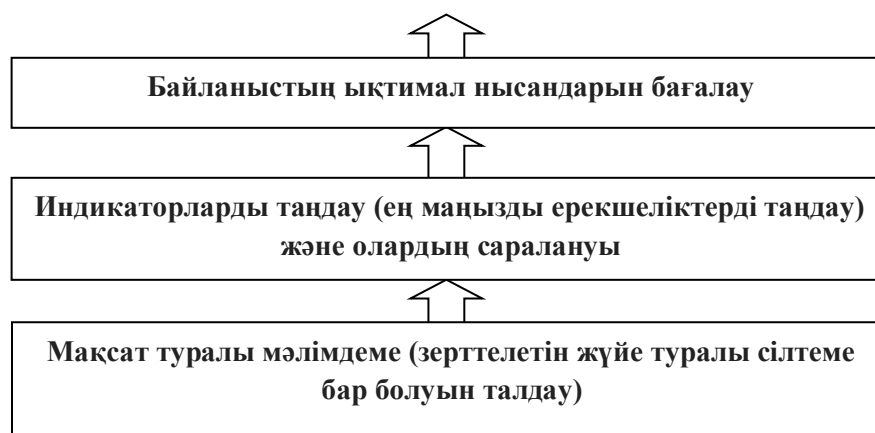 Байланыстың ықтимал нысандарын бағалау
Индикаторларды таңдау (ең маңызды ерекшеліктерді таңдау)
және олардың саралануы
Мақсат туралы мәлімдеме (зерттелетін жүйе туралы сілтеме
бар болуын талдау)